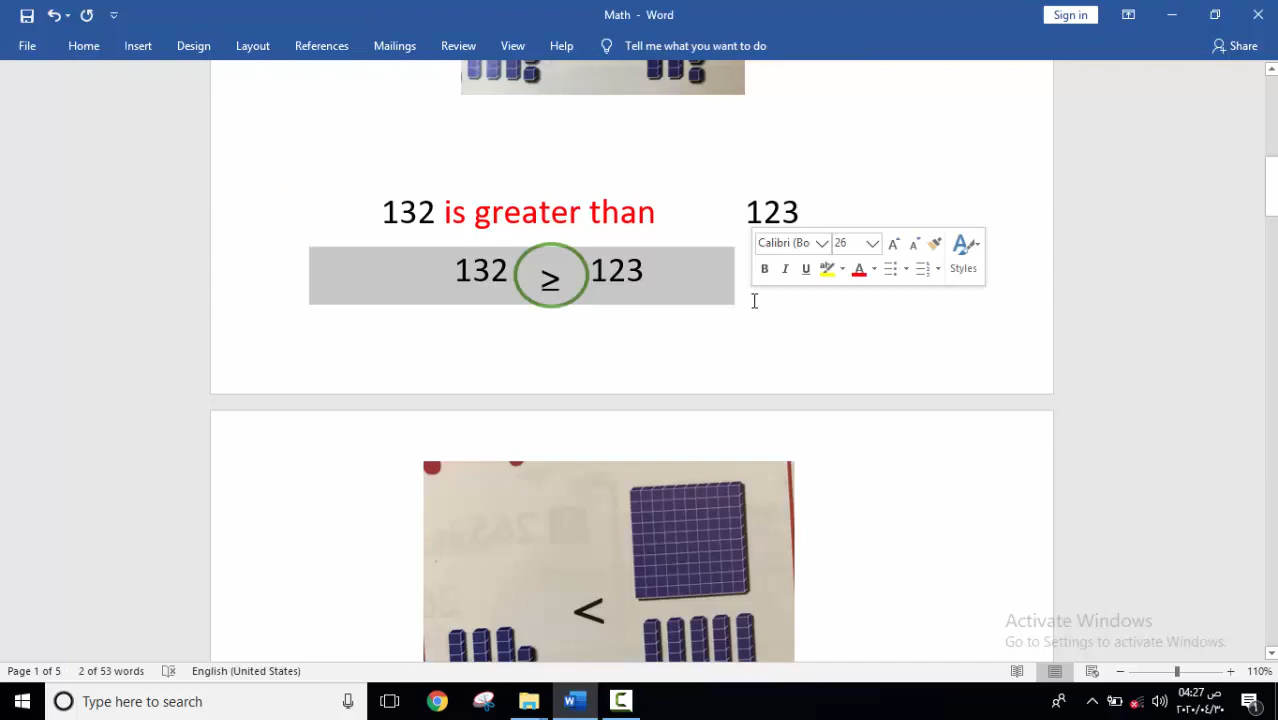 Math - Word
Sign in
File Home Insert Design Layout References Mailings Review View Help Tell me what you want to do Share
132 is greater than 123
132 ≥ 123
Calibri (Bo 26
B I U A Styles
<
Activate Windows
Go to Settings to activate Windows.
Page 1 of 5 2 of 53 words English (United States) 110%
Type here to search
04:27 ص
٢٠٢٠/٠٤/٣٠